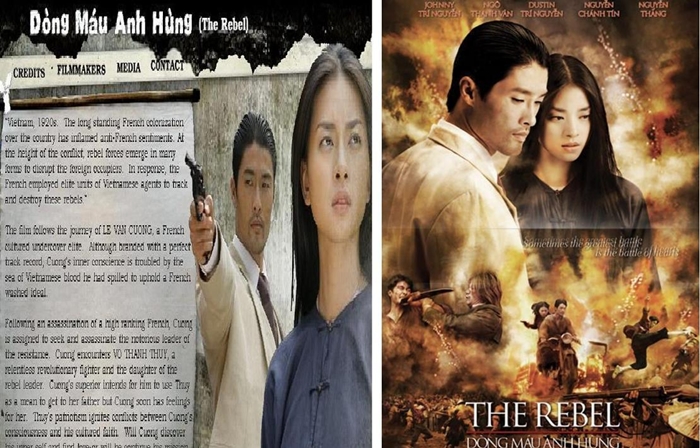 Dòng Máu Anh Hùng (The Rebel)
CREDITS FILMMAKERS MEDIA CONTACT
"Vietnam, 1920s. The long standing French colonization
over the country has inflamed anti-French sentiments. At
the height of the conflict, rebel forces emerge in many
forms to disrupt the foreign occupiers. In response, the
French employed elite units of Vietnamese agents to track
and destroy these rebels."
The film follows the journey of LE VAN CUONG, a French
cultured undercover elite. Although branded with a perfect
track record, Cuong's inner conscience is troubled by the
sea of Vietnamese blood he had spilled to uphold a French
washed ideal.
Following an assassination of a high ranking French, Cuong
is assigned to seek and assassinate the notorious leader of
the resistance. Cuong encounters VO THANH THUY, a
relentless revolutionary fighter and the daughter of the
rebel leader. Cuong's superior intends for him to use Thuy
as a mean to get to her father but Cuong soon has feelings
for her. Thuy's patriotism ignites conflicts between Cuong's
consciousness and his cultured faith. Will Cuong discover
his
JOHNNY TRÍ NGUYỄN
NGÔ THANH VÂN
DUSTIN TRÍ NGUYỄN
NGUYỄN CHÁNH TÍN
NGUYỄN THẮNG
Sometimes the greatest battle
is the battle of
THE REBEL
DÒNG MÁU ANH HÙNG